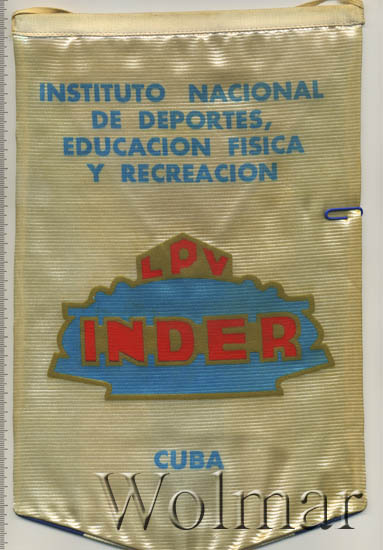 INSTITUTO NACIONAL
DE DEPORTES,
EDUCACION FISICA
Y RECREACION
LPV
INDER
CUBA
Wolmar